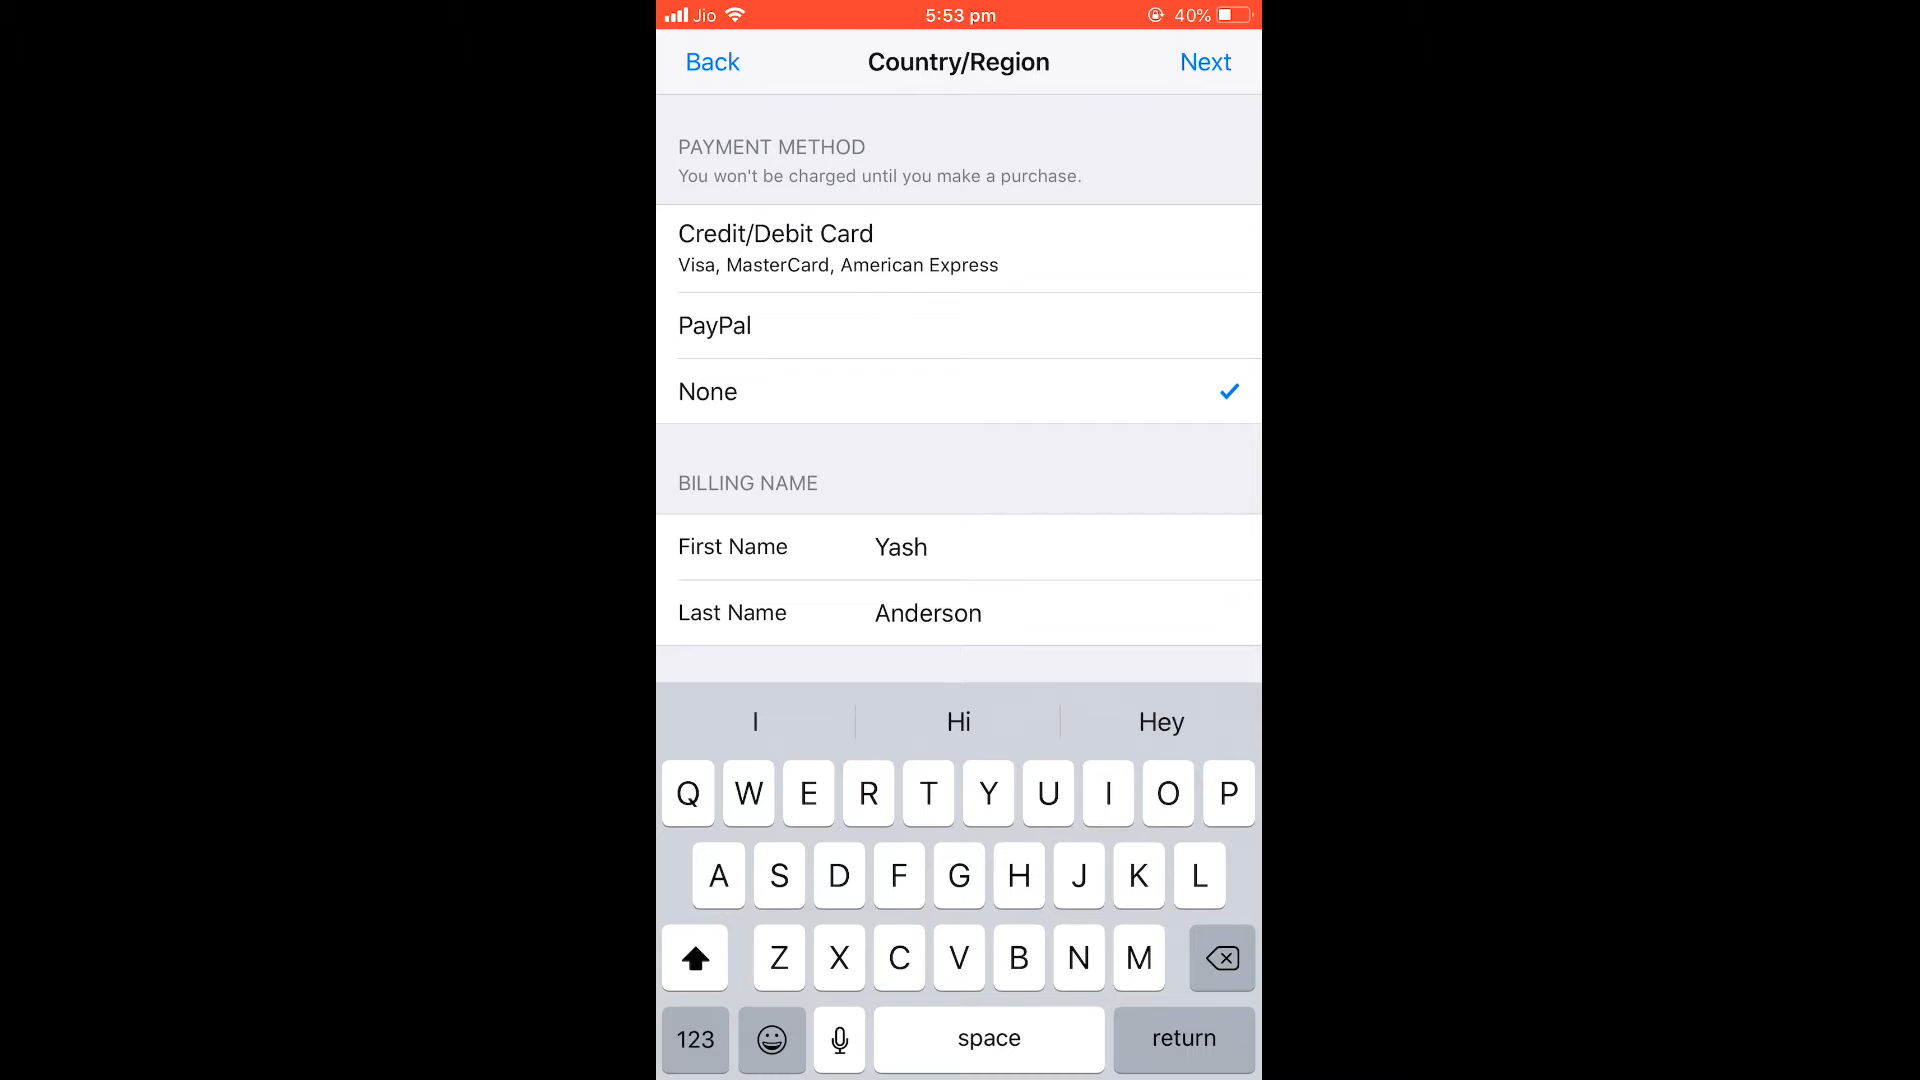 Jio 5:53 pm 40%
Back Country/Region Next
PAYMENT METHOD
You won't be charged until you make a purchase.
Credit/Debit Card
Visa, MasterCard, American Express
PayPal
None
BILLING NAME
First Name Yash
Last Name Anderson
I Hi Hey
Q W E R T Y U I O P
A S D F G H J K L
Z X C V B N M
123 space return